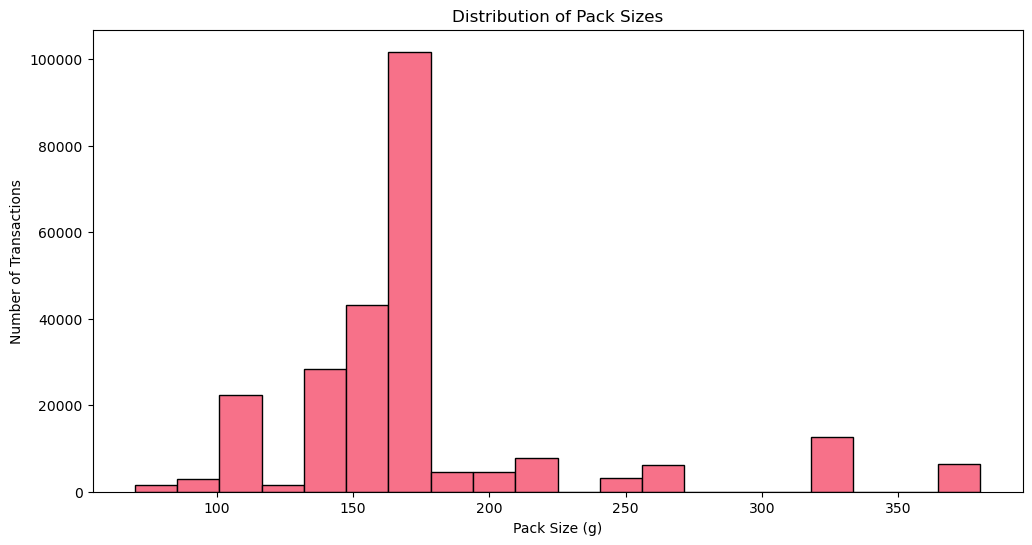 Distribution of Pack Sizes
Number of Transactions
100000
80000
60000
40000
20000
0
100 150 200 250 300 350
Pack Size (g)